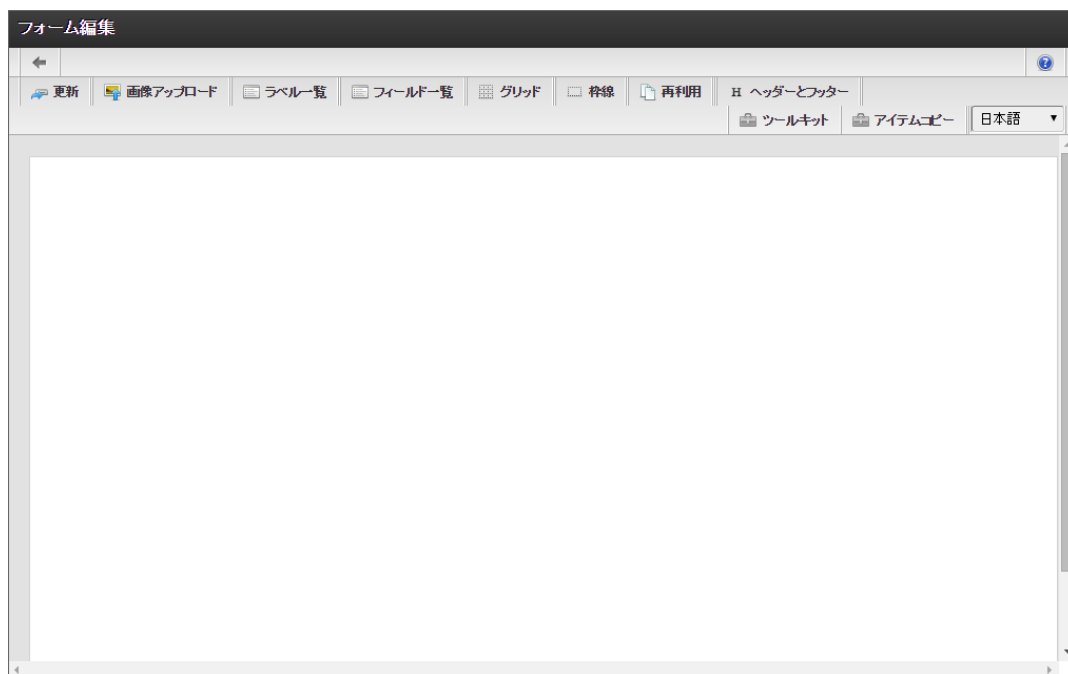 フォーム編集
更新 画像アップロード ラベル一覧 フィールド一覧 グリッド 枠線 再利用 H ヘッダーとフッター
ツールキット アイテムコピー 日本語